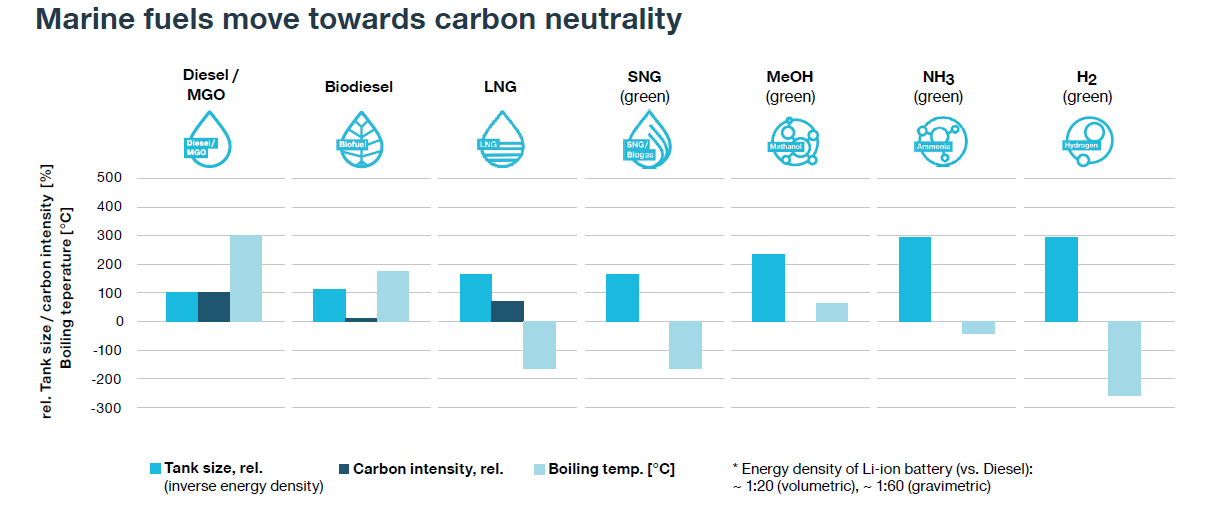 Marine fuels move towards carbon neutrality
Diesel /
MGO
Biodiesel
LNG
SNG
(green)
MeOH
(green)
NH3
(green)
H2
(green)
Diesel/
MGO
Biofuel
LNG
SNG/
Biogas
Methanol
Ammonia
Hydrogen
rel. Tank size / carbon intensity [%]
Boiling teperature [°C]
500
400
300
200
100
0
-100
-200
-300
Tank size, rel.
(inverse energy density)
Carbon intensity, rel.
Boiling temp. [°C]
* Energy density of Li-ion battery (vs. Diesel):
~ 1:20 (volumetric), ~ 1:60 (gravimetric)